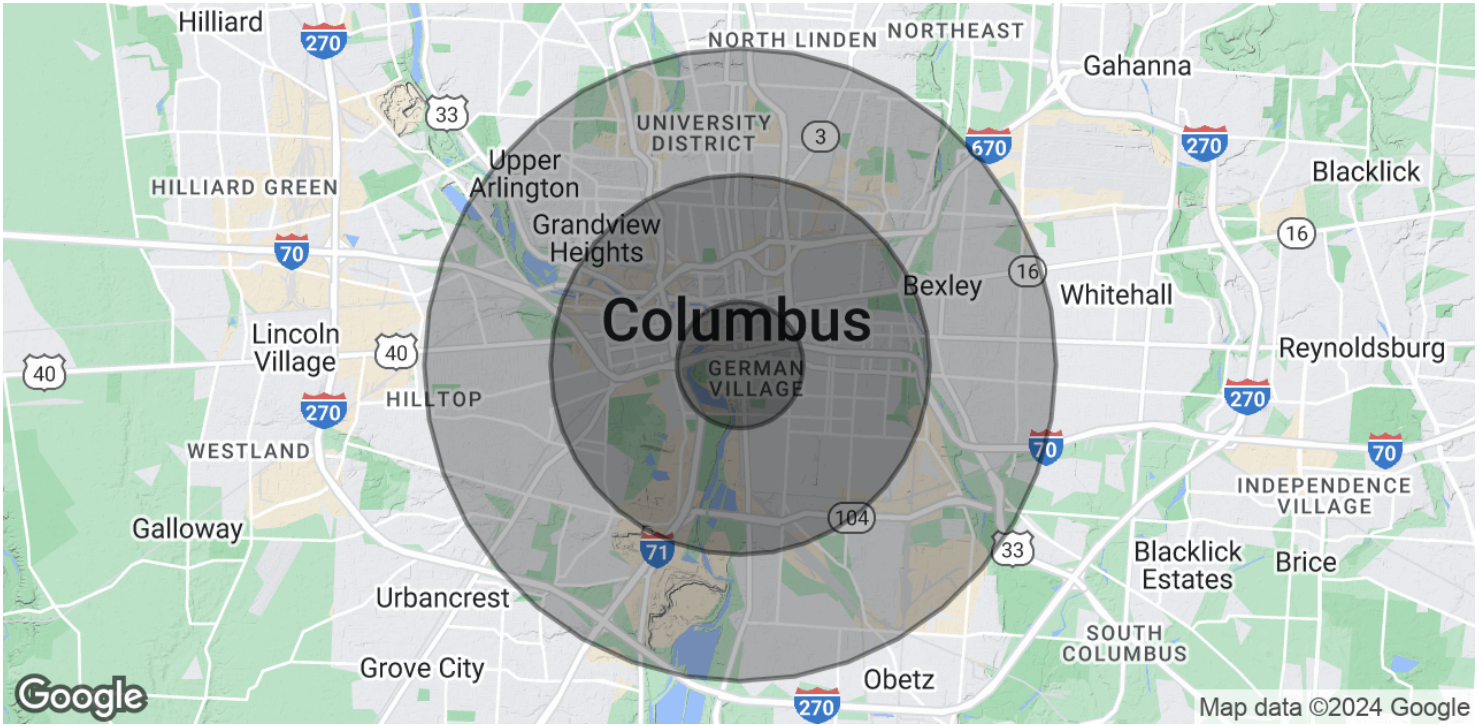 Hilliard
270
NORTH LINDEN
NORTHEAST
Gahanna
33
UNIVERSITY
DISTRICT
3
670
270
Upper
Arlington
Blacklick
HILLIARD GREEN
Grandview
Heights
70
16
16
Bexley
Whitehall
Columbus
Lincoln
Village
40
40
Reynoldsburg
GERMAN
VILLAGE
HILLTOP
270
270
WESTLAND
70
70
INDEPENDENCE
VILLAGE
Galloway
104
71
33
Blacklick
Estates
Brice
Urbancrest
SOUTH
COLUMBUS
Grove City
Obetz
270
Google
Map data ©2024 Google